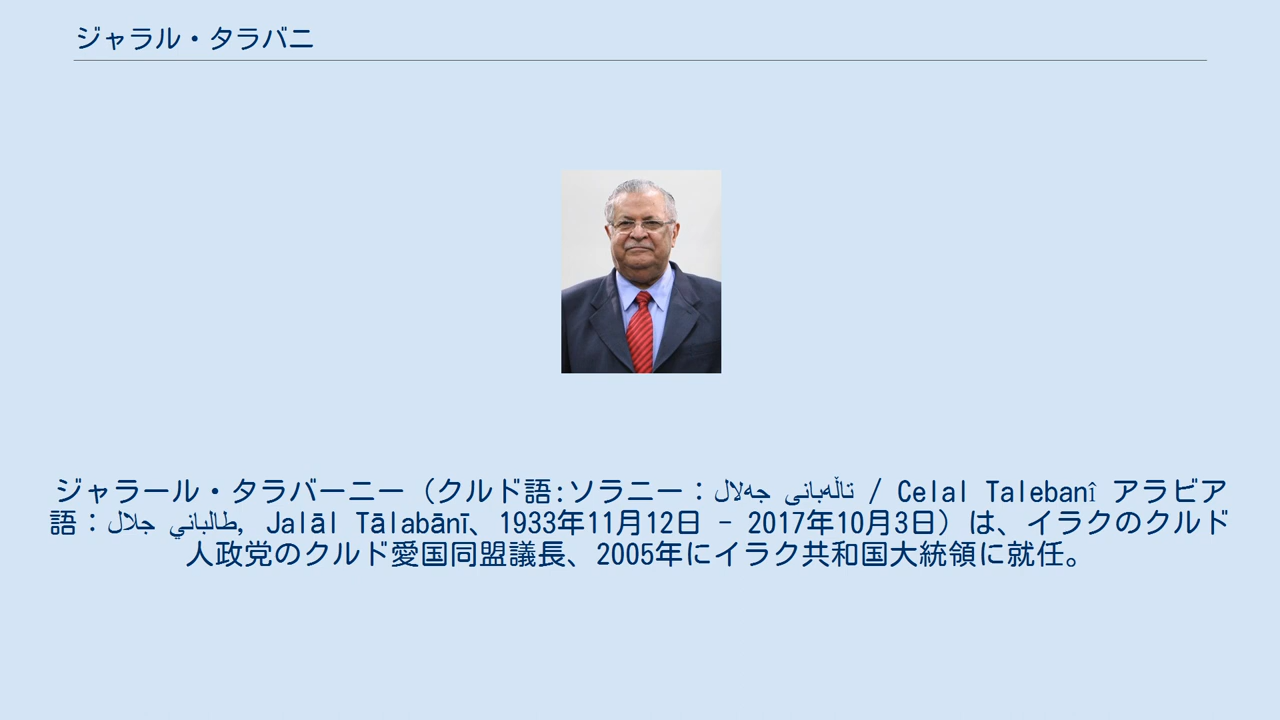 ジャラル・タラバニ
ジャラール・タラバーニー（クルド語:ソラニー：جەلال تاڵەبانی / Celal Talebanî アラビア
語：جلال طالباني, Jalāl Tālabānī、1933年11月12日 - 2017年10月3日）は、イラクのクルド
人政党のクルド愛国同盟議長、2005年にイラク共和国大統領に就任。